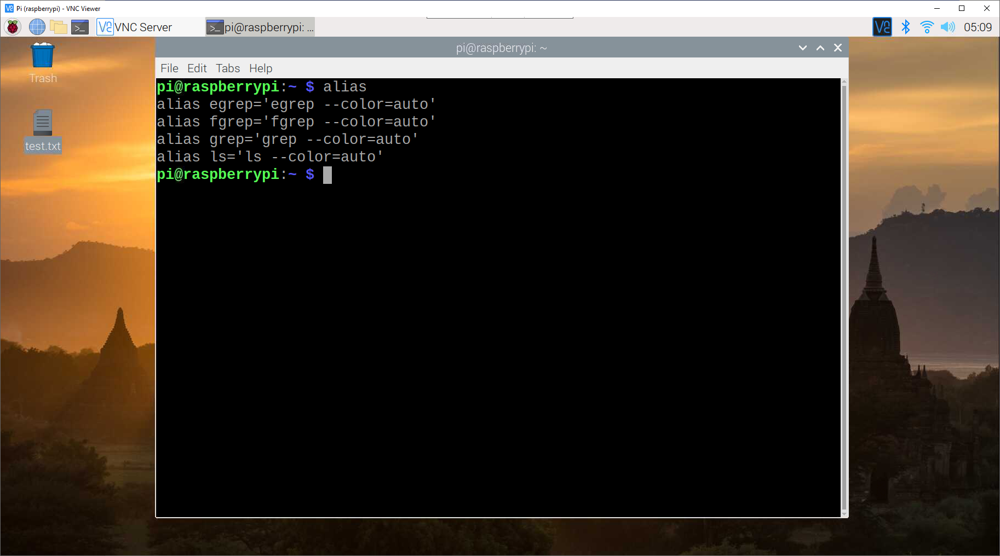 Pi (raspberrypi) - VNC Viewer
VNC Server
pi@raspberrypi: ...
05:09
Trash
test.txt
pi@raspberrypi: ~
File Edit Tabs Help
pi@raspberrypi:~ $ alias
alias egrep='egrep --color=auto'
alias fgrep='fgrep --color=auto'
alias grep='grep --color=auto'
alias ls='ls --color=auto'
pi@raspberrypi:~ $